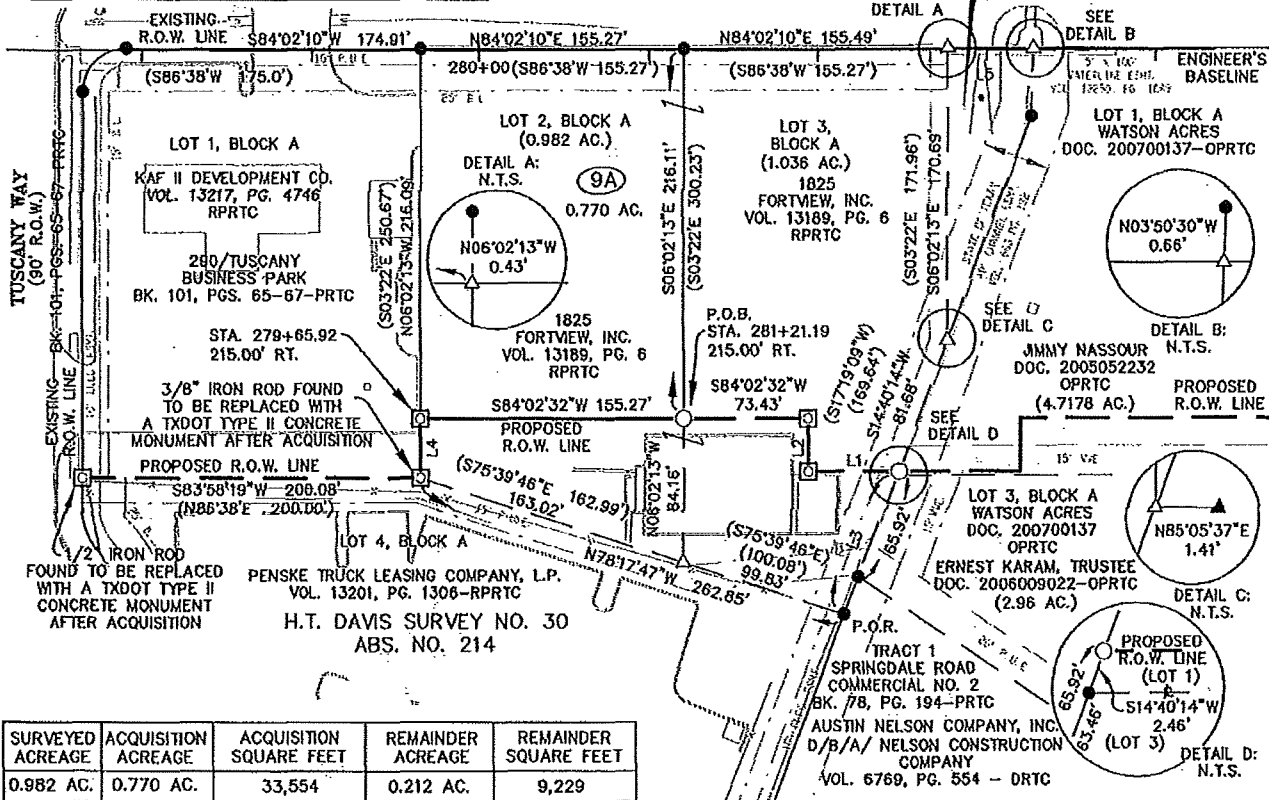 EXISTING
R.O.W. LINE
S84°02'10"W 174.91'
N84°02'10"E 155.27'
N84°02'10"E 155.49'
DETAIL A
SEE
DETAIL B
(S86°38'W 175.0')
280+00
(S86°38'W 155.27')
(S86°38'W 155.27')
L5
ENGINEER'S
BASELINE
25' B L
LOT 1, BLOCK A
WATSON ACRES
DOC. 200700137-OPRTC
LOT 1, BLOCK A
KAF II DEVELOPMENT CO.
VOL. 13217, PG. 4746
RPRTC
280/TUSCANY
BUSINESS PARK
BK. 101, PGS. 65-67-PRTC
TUSCANY WAY
(90' R.O.W.)
BK. 101, PGS. 65-67-PRTC
EXISTING
R.O.W. LINE
LOT 2, BLOCK A
(0.982 AC.)
DETAIL A:
N.T.S.
9A
0.770 AC.
N06°02'13"W
0.43'
(S03°22'E 250.67')
N06°02'13"W 216.09'
S06°02'13"E 216.11'
(S03°22'E 300.23')
LOT 3,
BLOCK A
(1.036 AC.)
1825
FORTVIEW, INC.
VOL. 13189, PG. 6
RPRTC
(S03°22'E 171.96')
S06°02'13"E 170.69'
N03°50'30"W
0.66'
DETAIL B:
N.T.S.
SEE
DETAIL C
STA. 279+65.92
215.00' RT.
1825
FORTVIEW, INC.
VOL. 13189, PG. 6
RPRTC
P.O.B.
STA. 281+21.19
215.00' RT.
JIMMY NASSOUR
DOC. 2005052232
OPRTC
(4.7178 AC.)
PROPOSED
R.O.W. LINE
3/8" IRON ROD FOUND
TO BE REPLACED WITH
A TXDOT TYPE II CONCRETE
MONUMENT AFTER ACQUISITION
S84°02'32"W 155.27'
PROPOSED
R.O.W. LINE
S84°02'32"W
73.43'
(S17°19'09"W)
(169.64')
S14°40'14"W
81.68'
SEE
DETAIL D
L4
L2
L1
PROPOSED R.O.W. LINE
S83°58'19"W 200.08'
(N86°38'E 200.00')
(S75°39'46"E 162.99')
163.02'
N06°02'13"W
84.16'
(S75°39'46"E)
(100.08')
99.83'
65.92'
N78°17'47"W 262.85'
LOT 3, BLOCK A
WATSON ACRES
DOC. 200700137
OPRTC
ERNEST KARAM, TRUSTEE
DOC. 2006009022-OPRTC
(2.96 AC.)
N85°05'37"E
1.41'
DETAIL C:
N.T.S.
1/2" IRON ROD
FOUND TO BE REPLACED
WITH A TXDOT TYPE II
CONCRETE MONUMENT
AFTER ACQUISITION
LOT 4, BLOCK A
PENSKE TRUCK LEASING COMPANY, L.P.
VOL. 13201, PG. 1306-RPRTC
H.T. DAVIS SURVEY NO. 30
ABS. NO. 214
P.O.R.
TRACT 1
SPRINGDALE ROAD
COMMERCIAL NO. 2
BK. 78, PG. 194-PRTC
AUSTIN NELSON COMPANY, INC.
D/B/A/ NELSON CONSTRUCTION
COMPANY
VOL. 6769, PG. 554 - DRTC
PROPOSED
R.O.W. LINE
(LOT 1)
65.92'
S14°40'14"W
2.46'
63.46'
(LOT 3)
DETAIL D:
N.T.S.
SURVEYED ACREAGE
ACQUISITION ACREAGE
ACQUISITION SQUARE FEET
REMAINDER ACREAGE
REMAINDER SQUARE FEET
0.982 AC. 0.770 AC. 33,554 0.212 AC. 9,229